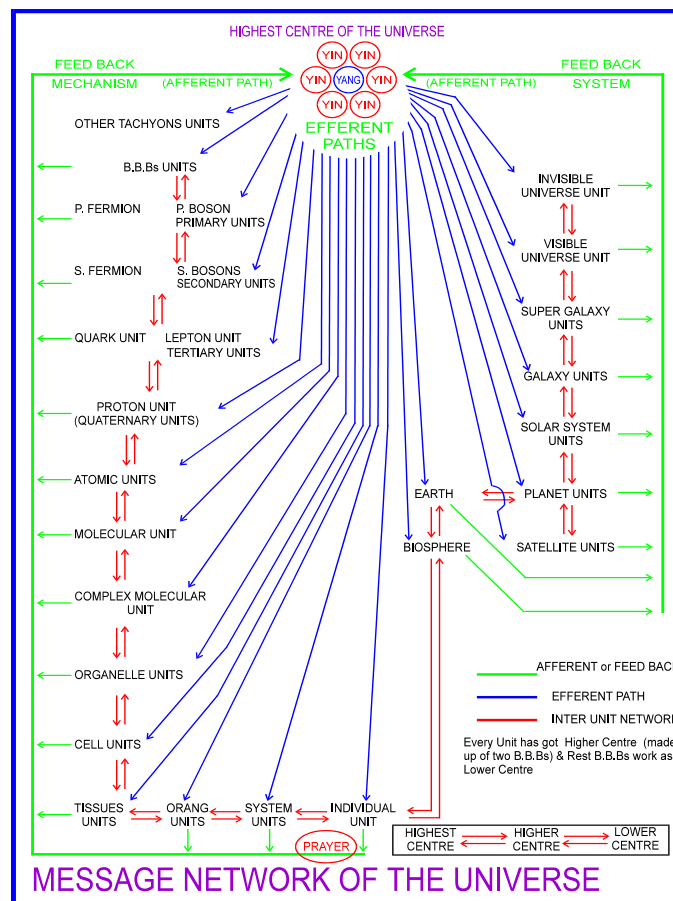 HIGHEST CENTRE OF THE UNIVERSE
YIN YIN
YIN YANG YIN
YIN YIN
FEED BACK
MECHANISM
(AFFERENT PATH)
(AFFERENT PATH)
FEED BACK
SYSTEM
EFFERENT
PATHS
OTHER TACHYONS UNITS
B.B.Bs UNITS
P. FERMION
P. BOSON
PRIMARY UNITS
S. FERMION
S. BOSONS
SECONDARY UNITS
QUARK UNIT
LEPTON UNIT
TERTIARY UNITS
PROTON UNIT
(QUATERNARY UNITS)
ATOMIC UNITS
MOLECULAR UNIT
COMPLEX MOLECULAR
UNIT
ORGANELLE UNITS
CELL UNITS
TISSUES
UNITS
ORANG
UNITS
SYSTEM
UNITS
INDIVIDUAL
UNIT
PRAYER
INVISIBLE
UNIVERSE UNIT
VISIBLE
UNIVERSE UNIT
SUPER GALAXY
UNITS
GALAXY UNITS
SOLAR SYSTEM
UNITS
EARTH
PLANET UNITS
BIOSPHERE
SATELLITE UNITS
AFFERENT or FEED BACK
EFFERENT PATH
INTER UNIT NETWORK
Every Unit has got Higher Centre (made
up of two B.B.Bs) & Rest B.B.Bs work as
Lower Centre
HIGHEST
CENTRE
HIGHER
CENTRE
LOWER
CENTRE
MESSAGE NETWORK OF THE UNIVERSE